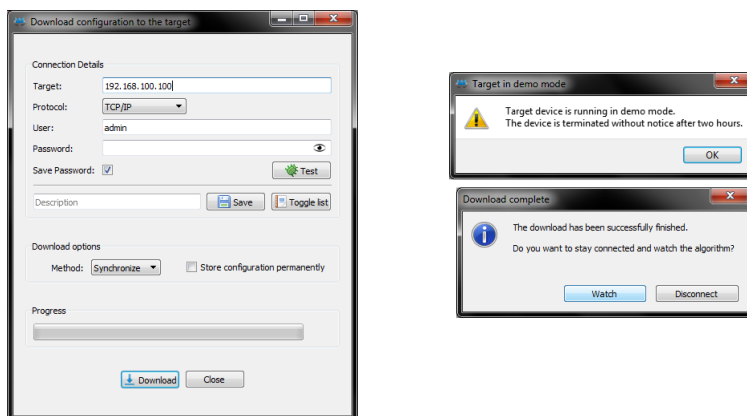 Download configuration to the target
Connection Details
Target: 192.168.100.100
Protocol: TCP/IP
User: admin
Password:
Save Password: Test
Description Save Toggle list
Download options
Method: Synchronize Store configuration permanently
Progress
Download Close
Target in demo mode
Target device is running in demo mode.
The device is terminated without notice after two hours.
OK
Download complete
The download has been successfully finished.
Do you want to stay connected and watch the algorithm?
Watch Disconnect